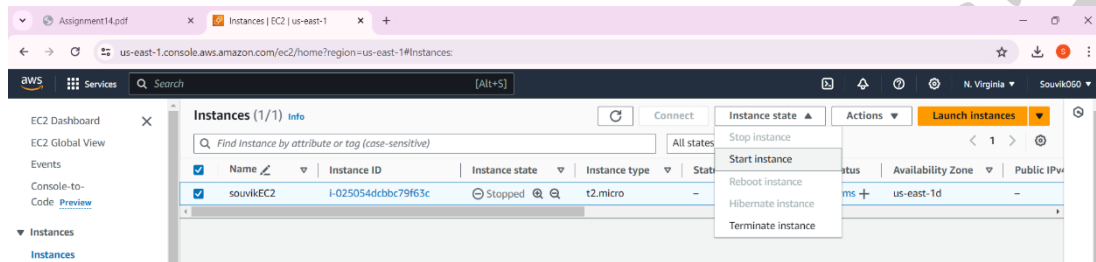 Assignment14.pdf
Instances | EC2 | us-east-1
us-east-1.console.aws.amazon.com/ec2/home?region=us-east-1#Instances:
S
aws Services Search [Alt+S] N. Virginia Souvik060
EC2 Dashboard
EC2 Global View
Events
Console-to-
Code Preview
Instances
Instances
Instances (1/1) Info Connect Instance state Actions Launch instances
Find Instance by attribute or tag (case-sensitive) All states 1
Name Instance ID Instance state Instance type Stat atus Availability Zone Public IPv4
souvikEC2 i-025054dcbbc79f63c Stopped t2.micro – ms + us-east-1d –
Stop instance
Start instance
Reboot instance
Hibernate instance
Terminate instance